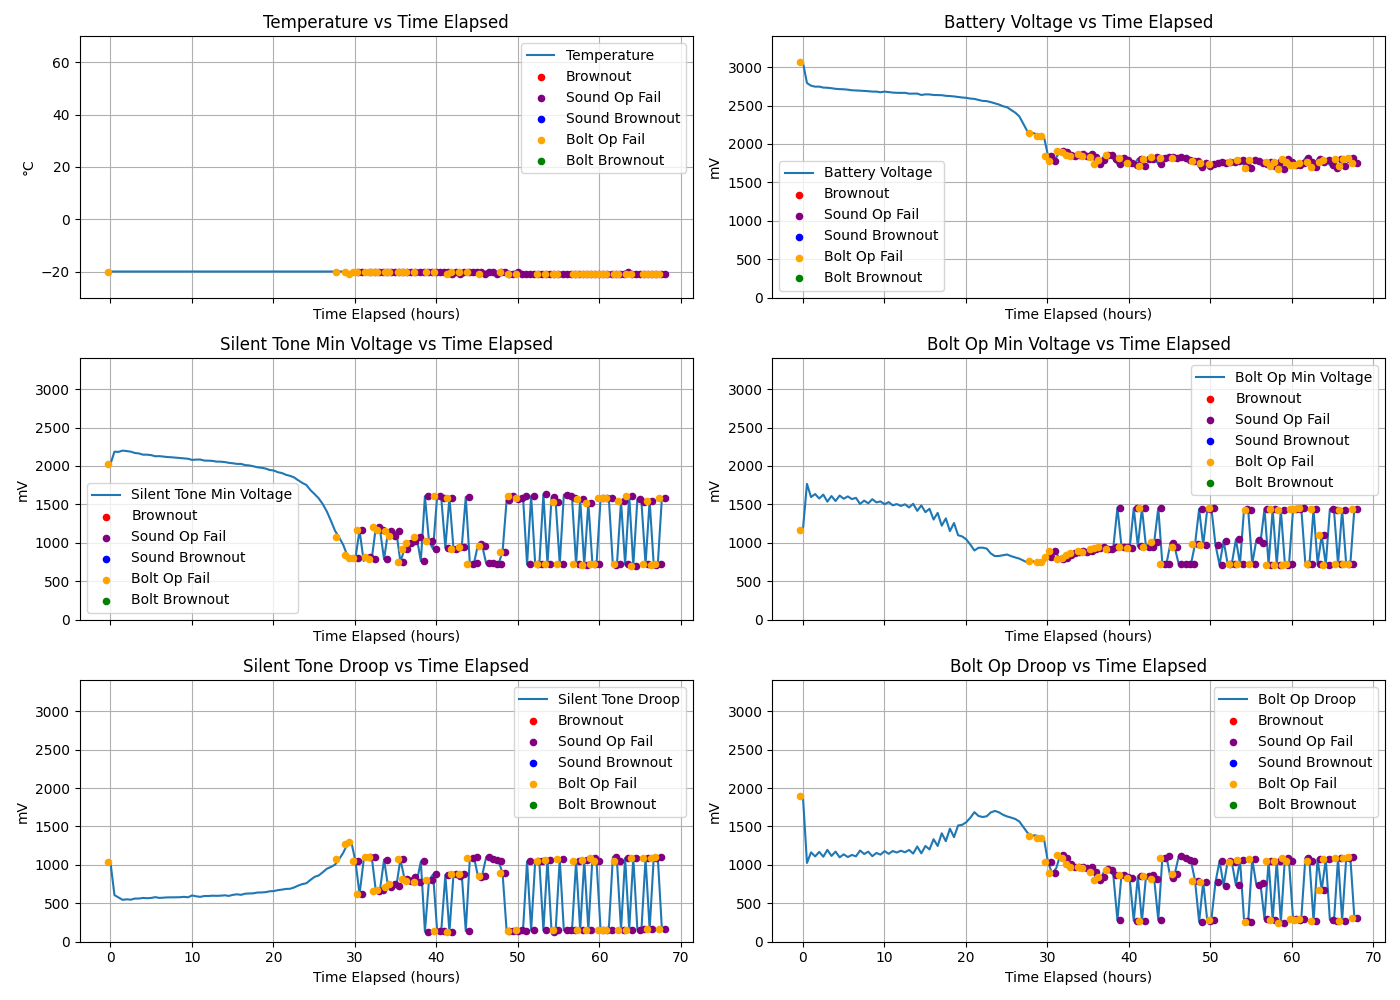 Temperature vs Time Elapsed
60
40
20
0
−20
°C
Temperature
Brownout
Sound Op Fail
Sound Brownout
Bolt Op Fail
Bolt Brownout
Time Elapsed (hours)
Battery Voltage vs Time Elapsed
3000
2500
2000
1500
1000
500
0
mV
Battery Voltage
Brownout
Sound Op Fail
Sound Brownout
Bolt Op Fail
Bolt Brownout
Time Elapsed (hours)
Silent Tone Min Voltage vs Time Elapsed
3000
2500
2000
1500
1000
500
0
mV
Silent Tone Min Voltage
Brownout
Sound Op Fail
Sound Brownout
Bolt Op Fail
Bolt Brownout
Time Elapsed (hours)
Bolt Op Min Voltage vs Time Elapsed
3000
2500
2000
1500
1000
500
0
mV
Bolt Op Min Voltage
Brownout
Sound Op Fail
Sound Brownout
Bolt Op Fail
Bolt Brownout
Time Elapsed (hours)
Silent Tone Droop vs Time Elapsed
3000
2500
2000
1500
1000
500
0
mV
Silent Tone Droop
Brownout
Sound Op Fail
Sound Brownout
Bolt Op Fail
Bolt Brownout
0 10 20 30 40 50 60 70
Time Elapsed (hours)
Bolt Op Droop vs Time Elapsed
3000
2500
2000
1500
1000
500
0
mV
Bolt Op Droop
Brownout
Sound Op Fail
Sound Brownout
Bolt Op Fail
Bolt Brownout
0 10 20 30 40 50 60 70
Time Elapsed (hours)